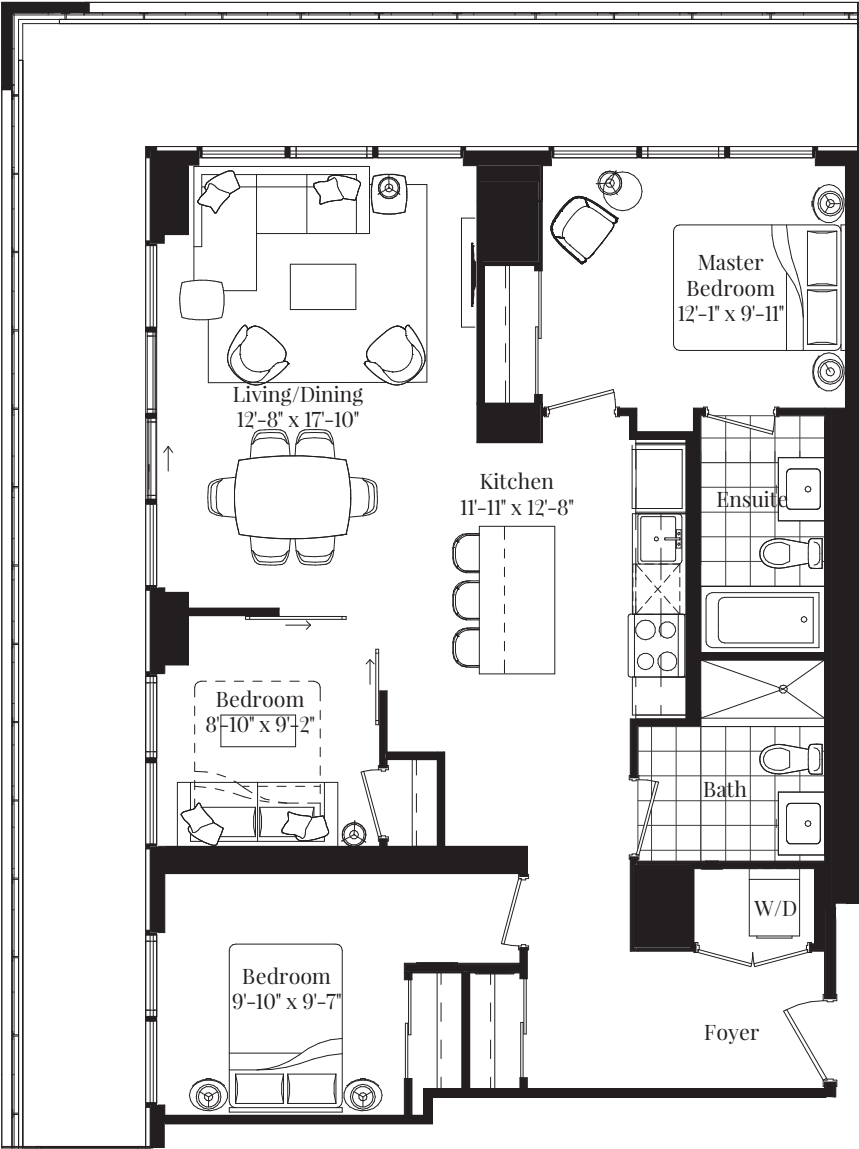 Master
Bedroom
12'-1" x 9'-11"
Living/Dining
12'-8" x 17'-10"
Kitchen
11'-11" x 12'-8"
Ensuite
Bedroom
8'-10" x 9'-2"
Bath
W/D
Bedroom
9'-10" x 9'-7"
Foyer